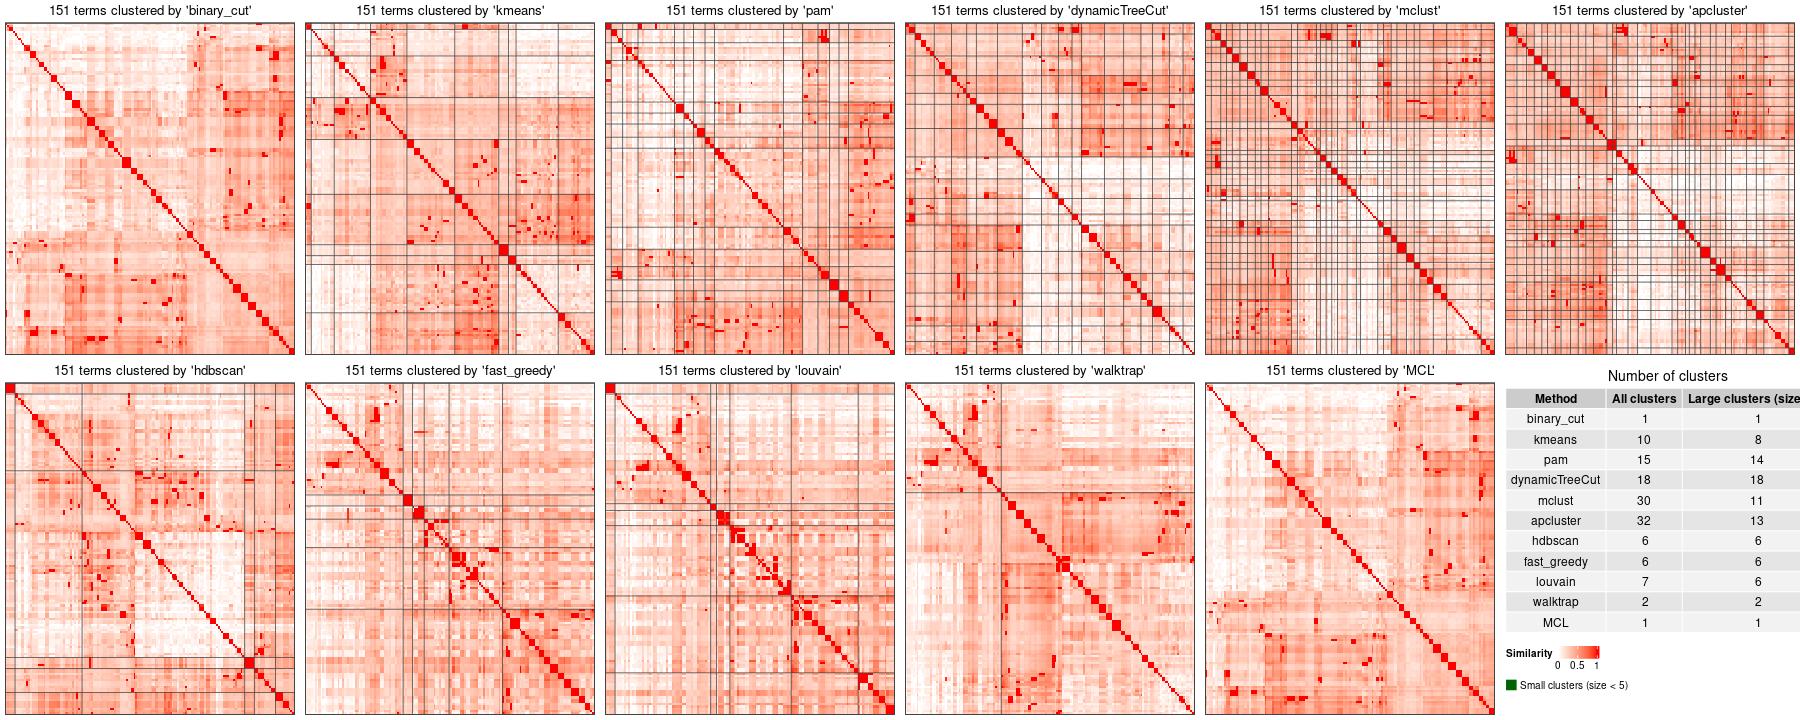 151 terms clustered by 'binary_cut'
151 terms clustered by 'kmeans'
151 terms clustered by 'pam'
151 terms clustered by 'dynamicTreeCut'
151 terms clustered by 'mclust'
151 terms clustered by 'apcluster'
151 terms clustered by 'hdbscan'
151 terms clustered by 'fast_greedy'
151 terms clustered by 'louvain'
151 terms clustered by 'walktrap'
151 terms clustered by 'MCL'
Number of clusters
Method All clusters Large clusters (size
binary_cut 1 1
kmeans 10 8
pam 15 14
dynamicTreeCut 18 18
mclust 30 11
apcluster 32 13
hdbscan 6 6
fast_greedy 6 6
louvain 7 6
walktrap 2 2
MCL 1 1
Similarity
0 0.5 1
Small clusters (size < 5)